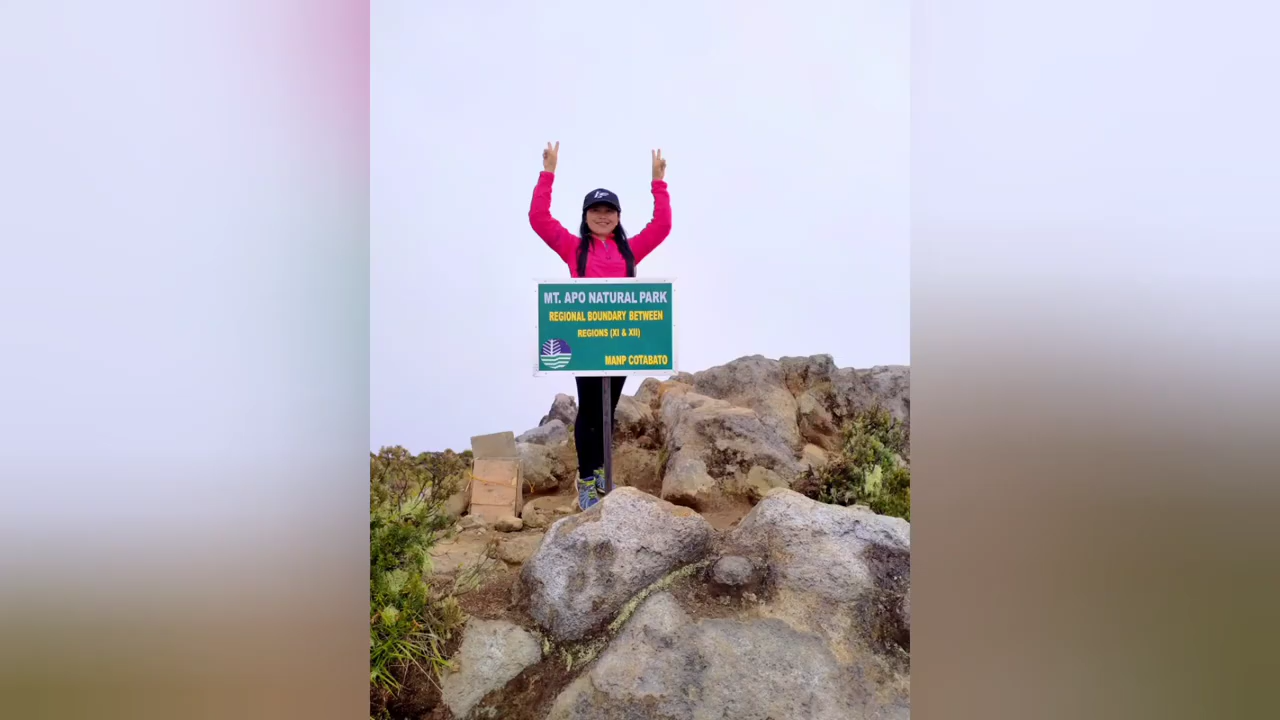 MT. APO NATURAL PARK
REGIONAL BOUNDARY BETWEEN
REGIONS (XI & XII)
MANP COTABATO